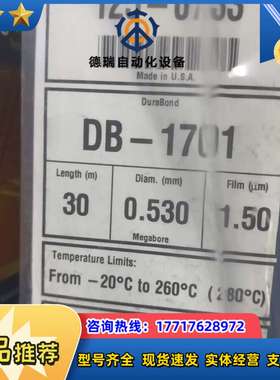 德瑞自动化设备
Made in U.S.A
DuraBond
DB-1701
Length (m)
Diam. (mm)
Film (μm)
30
0.530
1.50
Megabore
Temperature Limits:
From -20°C to 260°C (280°C)
咨询热线：17717628972
品推荐
型号齐全 现货速发 实体经营